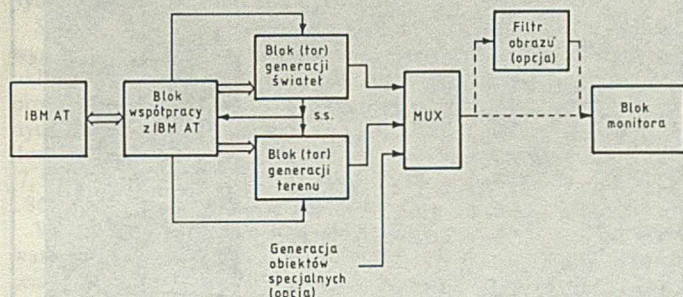 IBM AT
Blok
współpracy
z IBM AT
Blok (tor)
generacji
świateł
s.s.
Blok (tor)
generacji
terenu
Generacja
obiektów
specjalnych
(opcja)
MUX
Filtr
obrazu
(opcja)
Blok
monitora